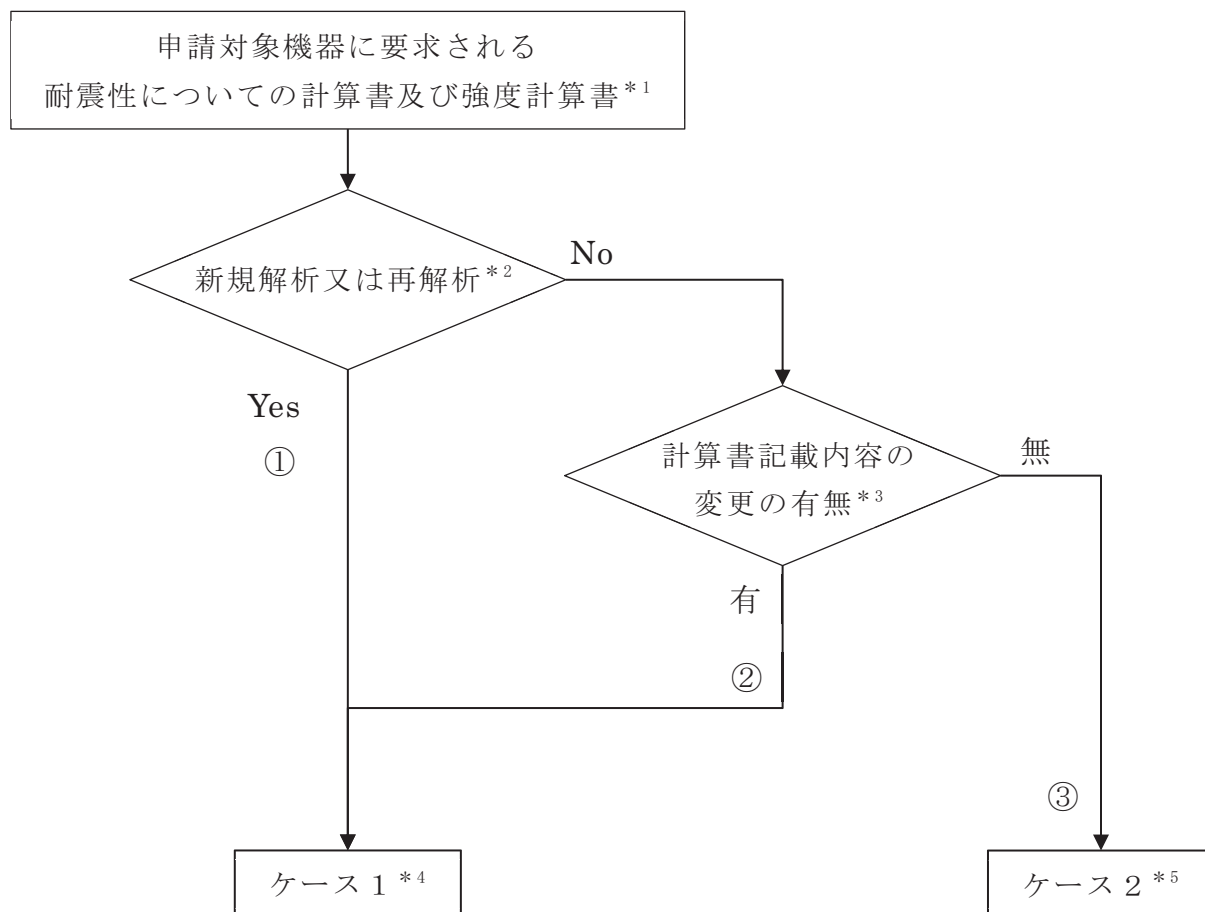 申請対象機器に要求される
耐震性についての計算書及び強度計算書*1
新規解析又は再解析*2
No
Yes
①
計算書記載内容の
変更の有無*3
無
有
②
③
ケース1*4
ケース2*5